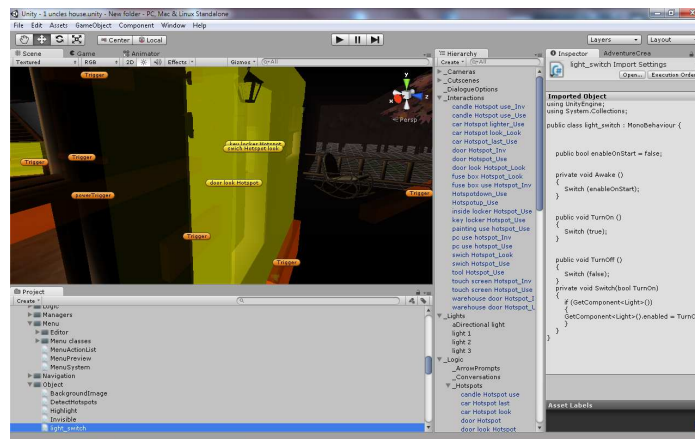 Unity - 1 uncles house.unity - New folder - PC, Mac & Linux Standalone
File Edit Assets GameObject Component Window Help
Center Local
Layers Layout
Scene Game Animator
Textured RGB 2D Effects Gizmos All
Trigger
y
x
Persp
key locker Hotspot
swich Hotspot look
Trigger
Trigger
door look Hotspot
powerTrigger
Trigger
Trigger
Trigger
Hierarchy
Create All
_Cameras
_Cutscenes
_DialogueOptions
_Interactions
candle Hotspot use_Inv
candle Hotspot use_Use
car Hotspot lighter_Use
car Hotspot look_Look
car Hotspot_last_Use
door Hotspot_Inv
door Hotspot_Use
door look Hotspot_Look
fuse box Hotspot_Look
fuse box use Hotspot_Inv
Hotspotdown_Use
Hotspotup_Use
inside locker Hotspot_Use
key locker Hotspot_Use
painting use hotspot_Use
pc use hotspot_Inv
pc use hotspot_Use
swich Hotspot_Look
swich Hotspot_Use
tool Hotspot_Use
touch screen Hotspot_Inv
touch screen Hotspot_Use
warehouse door Hotspot_I
warehouse door Hotspot_L
_Lights
aDirectional light
light 1
light 2
light 3
_Logic
_ArrowPrompts
_Conversations
_Hotspots
candle Hotspot use
car Hotspot last
car Hotspot look
door Hotspot
door look Hotspot
Inspector AdventureCrea
light_switch Import Settings
Open... Execution Order
Imported Object
using UnityEngine;
using System.Collections;
public class light_switch : MonoBehaviour {
public bool enableOnStart = false;
private void Awake ()
{
Switch (enableOnStart);
}
public void TurnOn ()
{
Switch (true);
}
public void TurnOff ()
{
Switch (false);
}
private void Switch(bool TurnOn)
{
if (GetComponent<Light>())
{
GetComponent<Light>().enabled = TurnO
}
}
}
Asset Labels
Project
Create
Logic
Managers
Menu
Editor
Menu classes
MenuActionList
MenuPreview
MenuSystem
Navigation
Object
BackgroundImage
DetectHotspots
Highlight
Invisible
light_switch